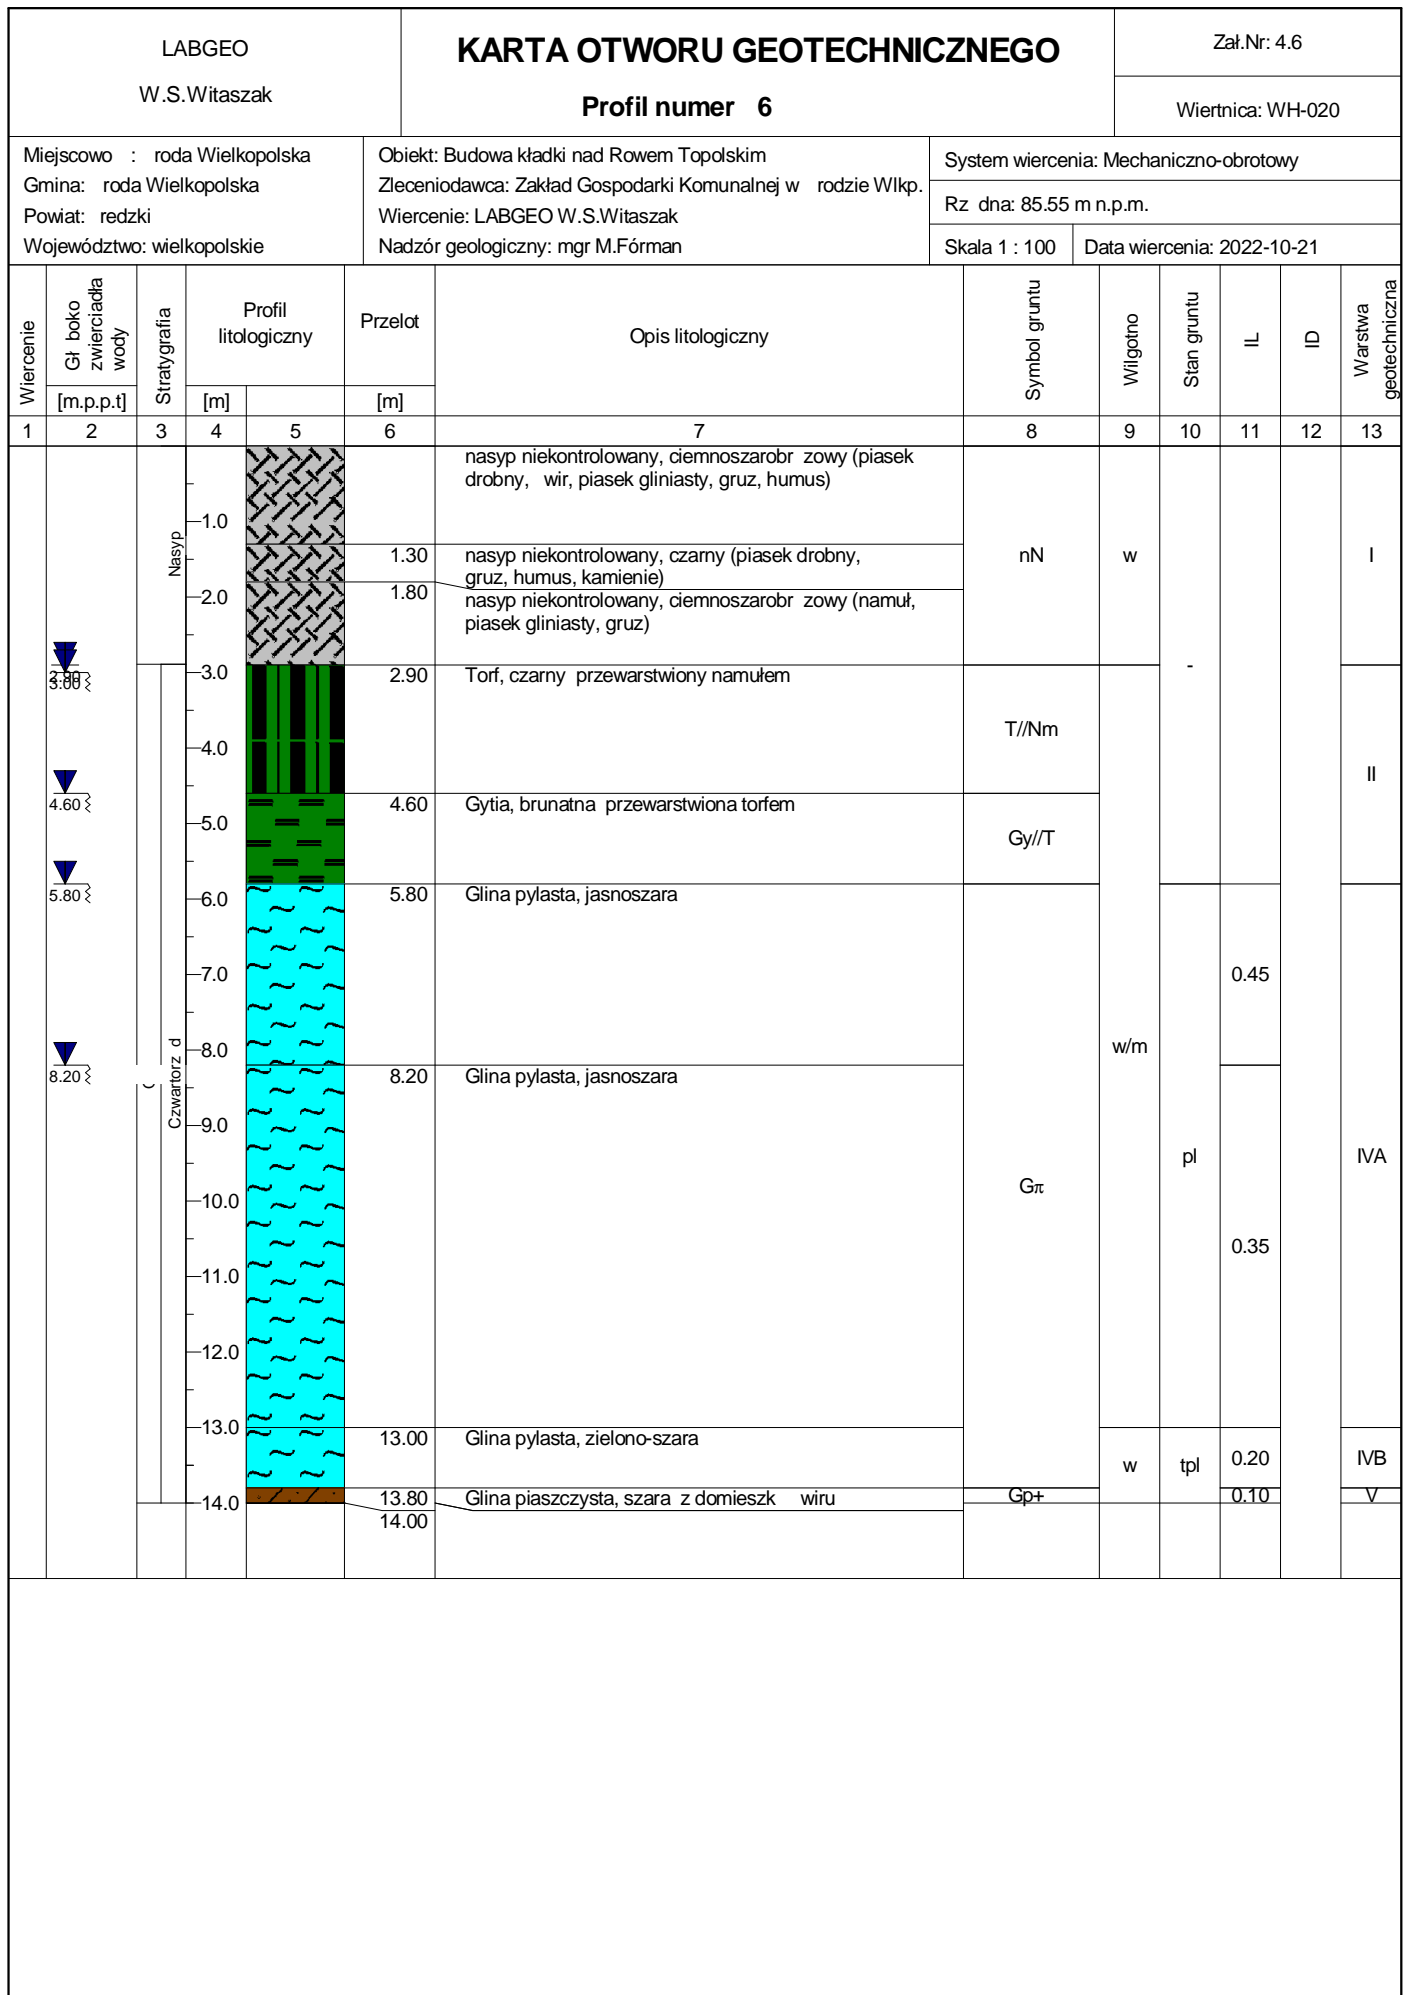 LABGEO
W.S.Witaszak
KARTA OTWORU GEOTECHNICZNEGO
Profil numer 6
Zał.Nr: 4.6
Wiertnica: WH-020
Miejscowo : roda Wielkopolska
Gmina: roda Wielkopolska
Powiat: redzki
Województwo: wielkopolskie
Obiekt: Budowa kładki nad Rowem Topolskim
Zleceniodawca: Zakład Gospodarki Komunalnej w rodzie Wlkp.
Wiercenie: LABGEO W.S.Witaszak
Nadzór geologiczny: mgr M.Fórman
System wiercenia: Mechaniczno-obrotowy
Rz dna: 85.55 m n.p.m.
Skala 1 : 100 Data wiercenia: 2022-10-21
Wiercenie
Gł boko
zwierciadła
wody
[m.p.p.t]
Stratygrafia
Profil
litologiczny
[m]
Przelot
[m]
Opis litologiczny
Symbol gruntu
Wilgotno
Stan gruntu
IL
ID
Warstwa
geotechniczna
1 2 3 4 5 6 7 8 9 10 11 12 13
nasyp niekontrolowany, ciemnoszarobr zowy (piasek
drobny, wir, piasek gliniasty, gruz, humus)
1.0
Nasyp
1.30 nasyp niekontrolowany, czarny (piasek drobny,
gruz, humus, kamienie)
nN w I
2.0 1.80 nasyp niekontrolowany, ciemnoszarobr zowy (namuł,
piasek gliniasty, gruz)
-
2.90
3.00
3.0 2.90 Torf, czarny przewarstwiony namułem
T//Nm
4.0
II
4.60 4.60 Gytia, brunatna przewarstwiona torfem
5.0
Gy//T
5.80 6.0 5.80 Glina pylasta, jasnoszara
7.0 0.45
8.0 w/m
8.20 8.20 Glina pylasta, jasnoszara
Czwartorz d
9.0
pl IVA
Gπ
10.0
0.35
11.0
12.0
13.0 13.00 Glina pylasta, zielono-szara
w tpl 0.20 IVB
14.0 13.80 Glina piaszczysta, szara z domieszk wiru Gp+ 0.10 V
14.00